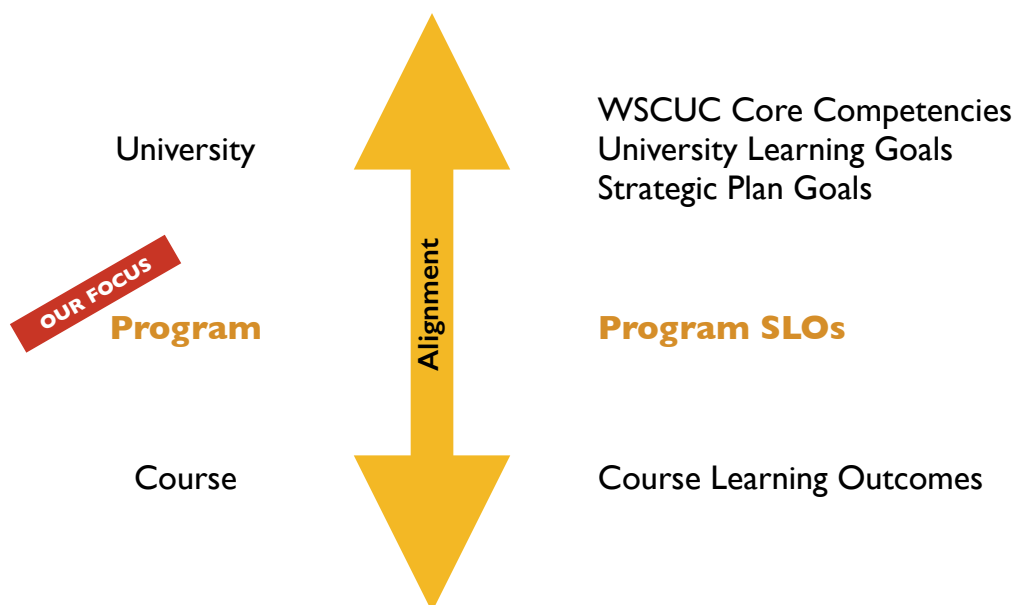 University
WSCUC Core Competencies
University Learning Goals
Strategic Plan Goals
OUR FOCUS
Program
Alignment
Program SLOs
Course
Course Learning Outcomes